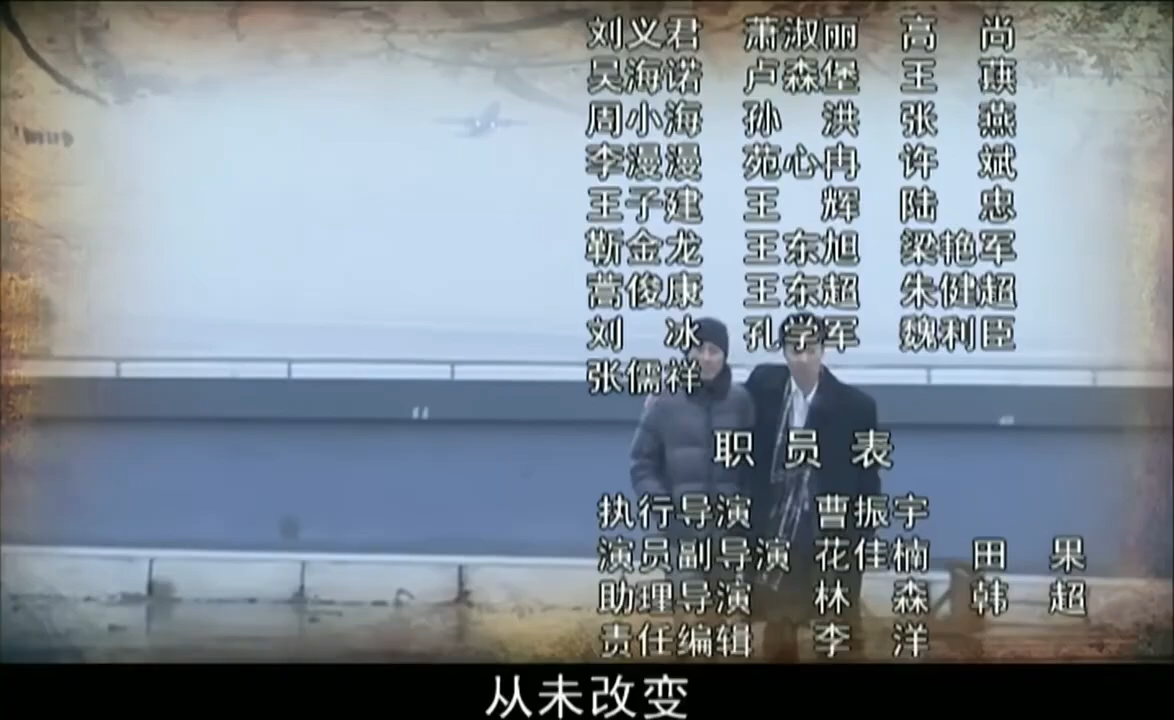 刘义君 萧淑丽 高 尚
吴海诺 卢森堡 王 蕻
周小海 孙 洪 张 燕
李漫漫 苑心冉 许 斌
王子建 王 辉 陆 忠
靳金龙 王东旭 梁艳军
蒿俊康 王东超 朱健超
刘 冰 孔学军 魏利臣
张儒祥
职 员 表
执行导演 曹振宇
演员副导演 花佳楠 田 果
助理导演 林 森 韩 超
责任编辑 李 洋
从未改变